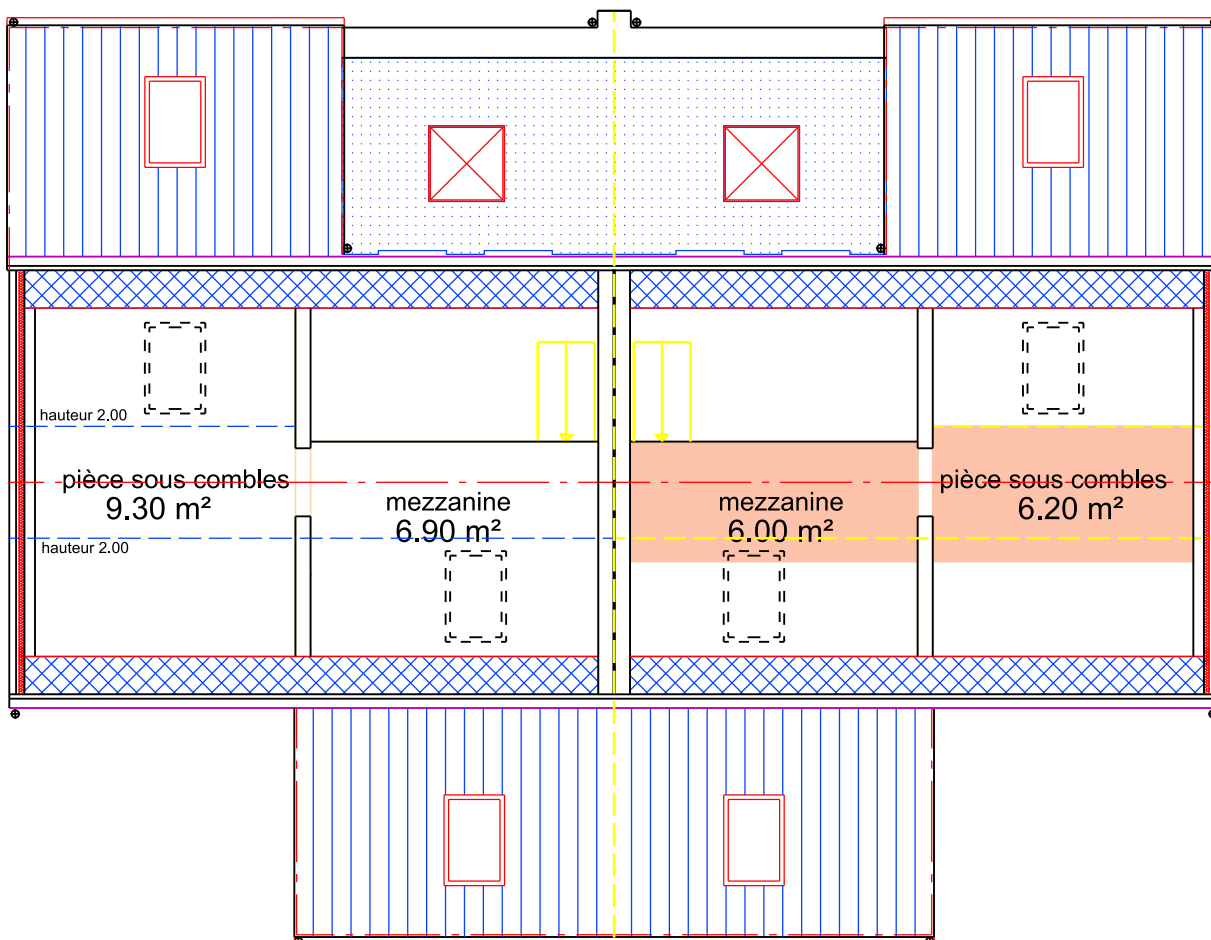 hauteur 2.00
pièce sous combles
9.30 m²
mezzanine
6.90 m²
mezzanine
6.00 m²
pièce sous combles
6.20 m²
hauteur 2.00